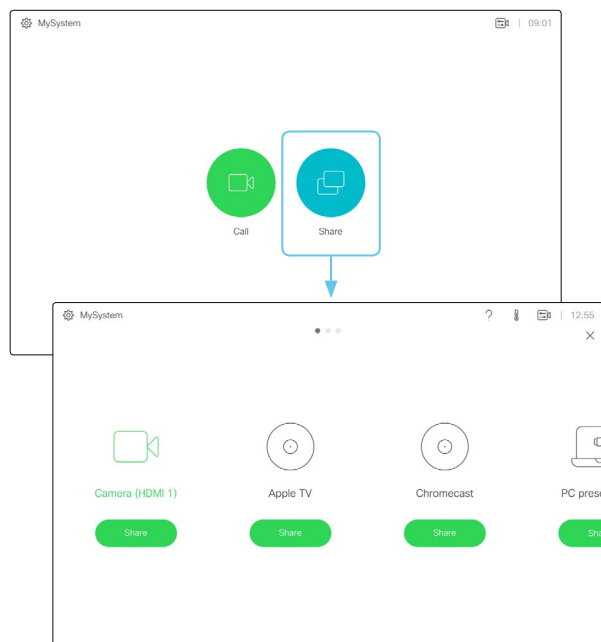 MySystem | 09:01
Call Share
MySystem ? | 12:55
Camera (HDMI 1) Apple TV Chromecast PC prese
Share Share Share Sha